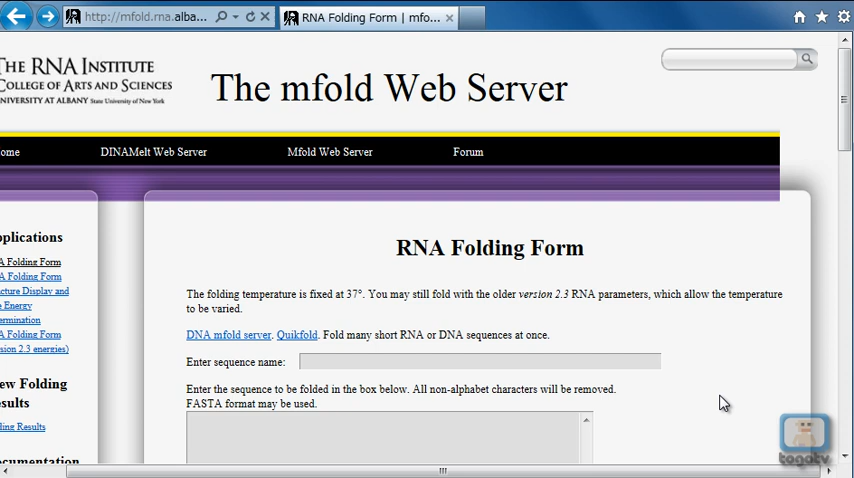 http://mfold.rna.alba...
RNA Folding Form | mfo...
THE RNA INSTITUTE
COLLEGE OF ARTS AND SCIENCES
UNIVERSITY AT ALBANY State University of New York
The mfold Web Server
ome
DINAMelt Web Server
Mfold Web Server
Forum
pplications
A Folding Form
A Folding Form
cture Display and
e Energy
ermination
A Folding Form
sion 2.3 energies)
ew Folding
esults
ding Results
ocumentation
RNA Folding Form
The folding temperature is fixed at 37°. You may still fold with the older version 2.3 RNA parameters, which allow the temperature
to be varied.
DNA mfold server. Quikfold. Fold many short RNA or DNA sequences at once.
Enter sequence name:
Enter the sequence to be folded in the box below. All non-alphabet characters will be removed.
FASTA format may be used.
togotv